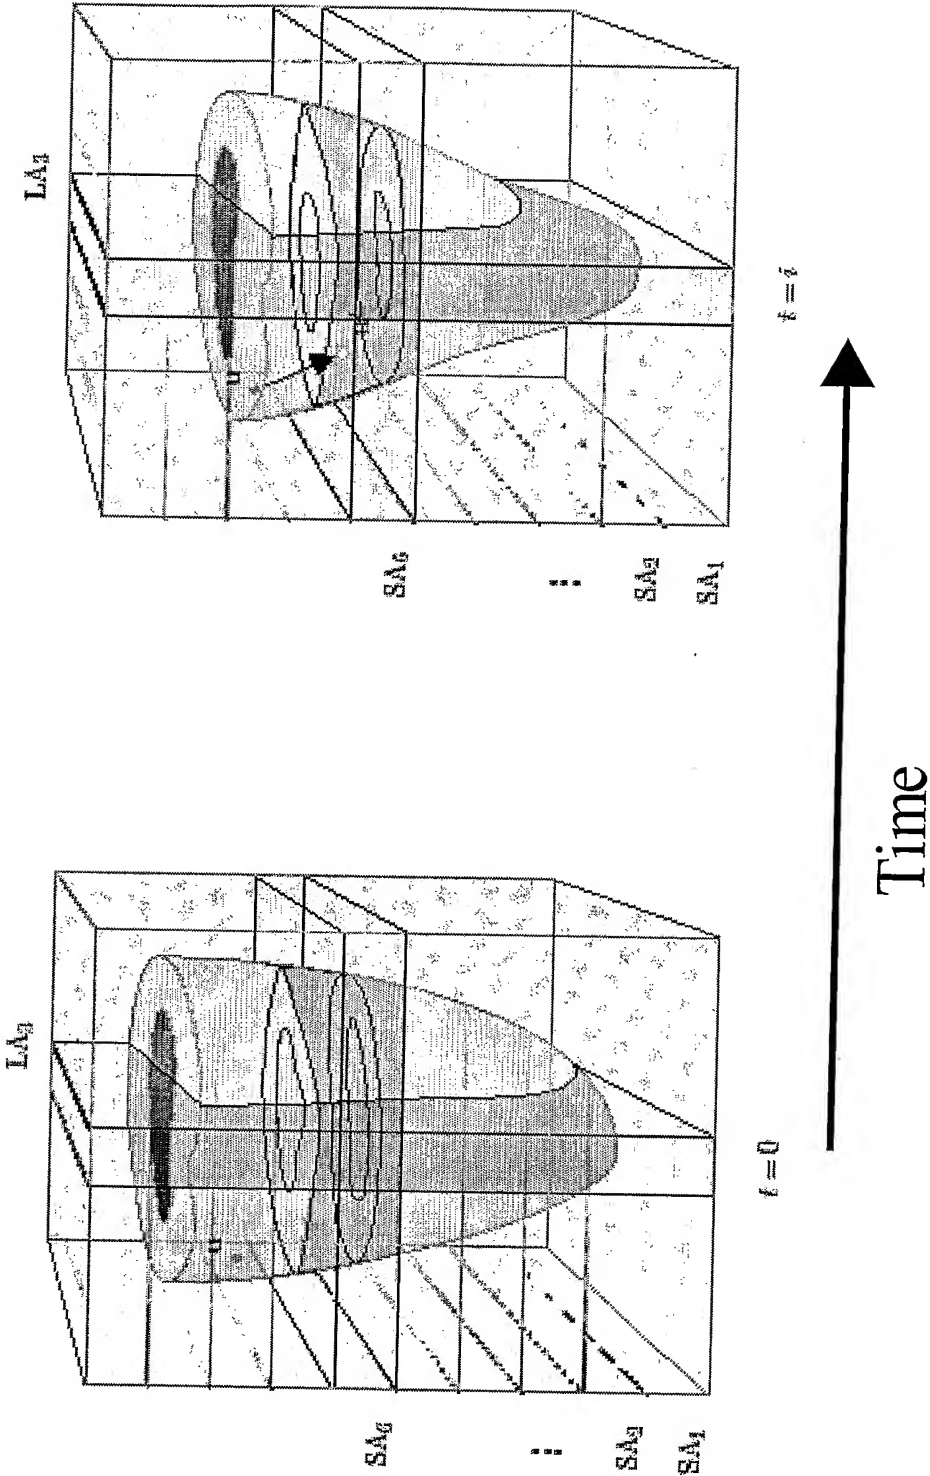 LA₃
SA₆
⋮
SA₂
SA₁
t = 0
LA₃
SA₆
⋮
SA₂
SA₁
t = i
Time